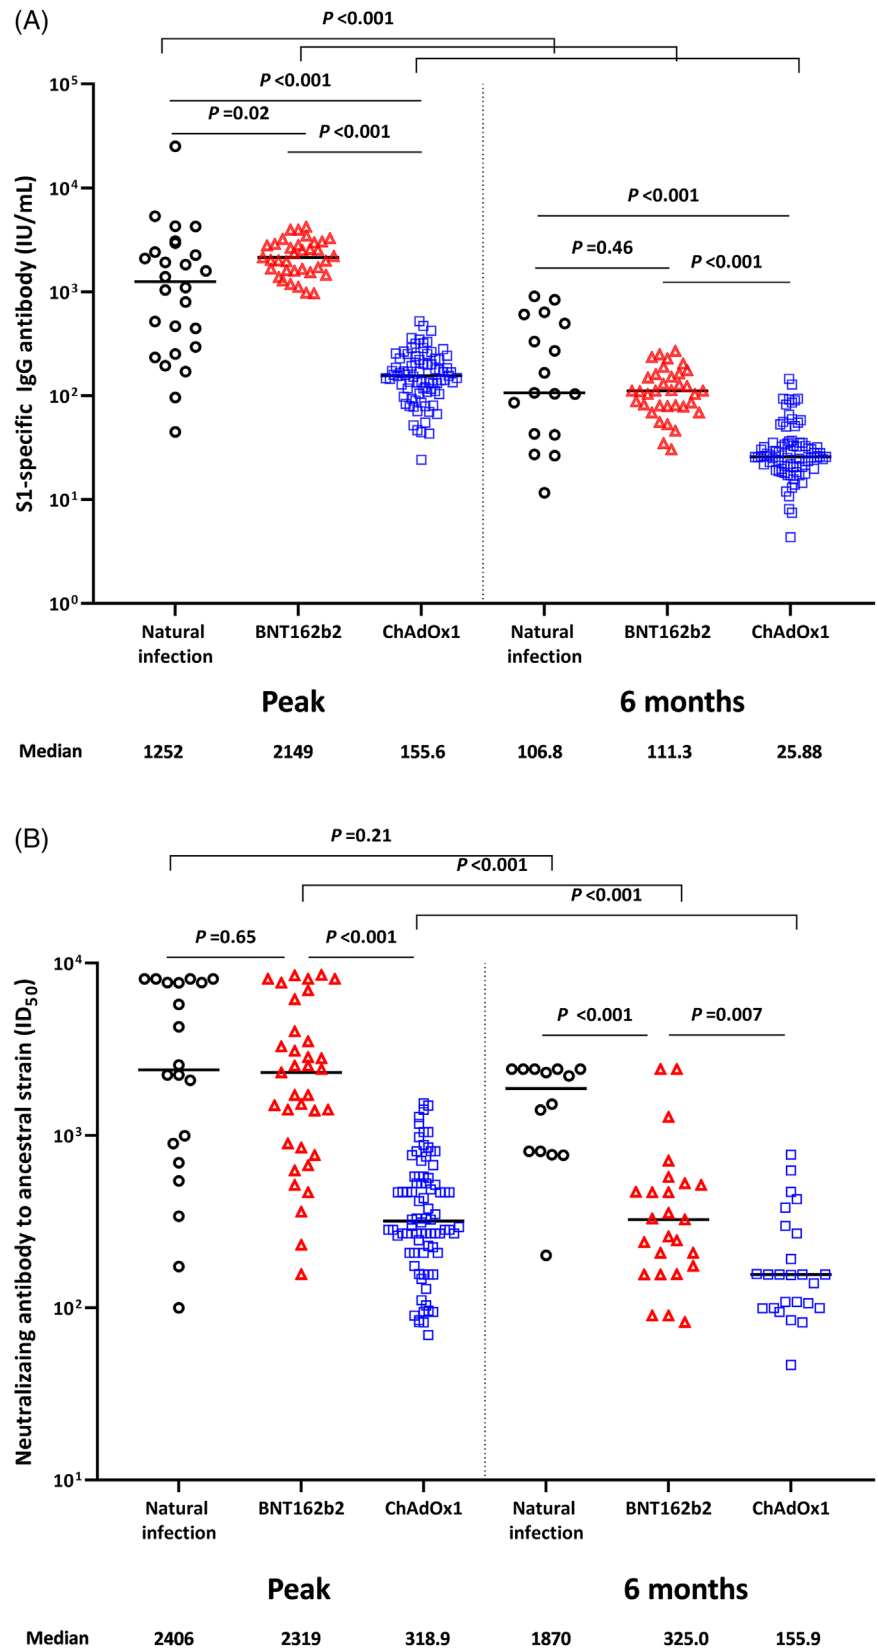 (A)
P <0.001
P <0.001
P =0.02
P <0.001
P <0.001
P =0.46
P <0.001
S1-specific IgG antibody (IU/mL)
10⁵
10⁴
10³
10²
10¹
10⁰
Natural infection
BNT162b2
ChAdOx1
Natural infection
BNT162b2
ChAdOx1
Peak
6 months
Median 1252 2149 155.6 106.8 111.3 25.88
(B)
P =0.21
P <0.001
P <0.001
P =0.65
P <0.001
P <0.001
P =0.007
Neutralizaing antibody to ancestral strain (ID₅₀)
10⁴
10³
10²
10¹
Natural infection
BNT162b2
ChAdOx1
Natural infection
BNT162b2
ChAdOx1
Peak
6 months
Median 2406 2319 318.9 1870 325.0 155.9